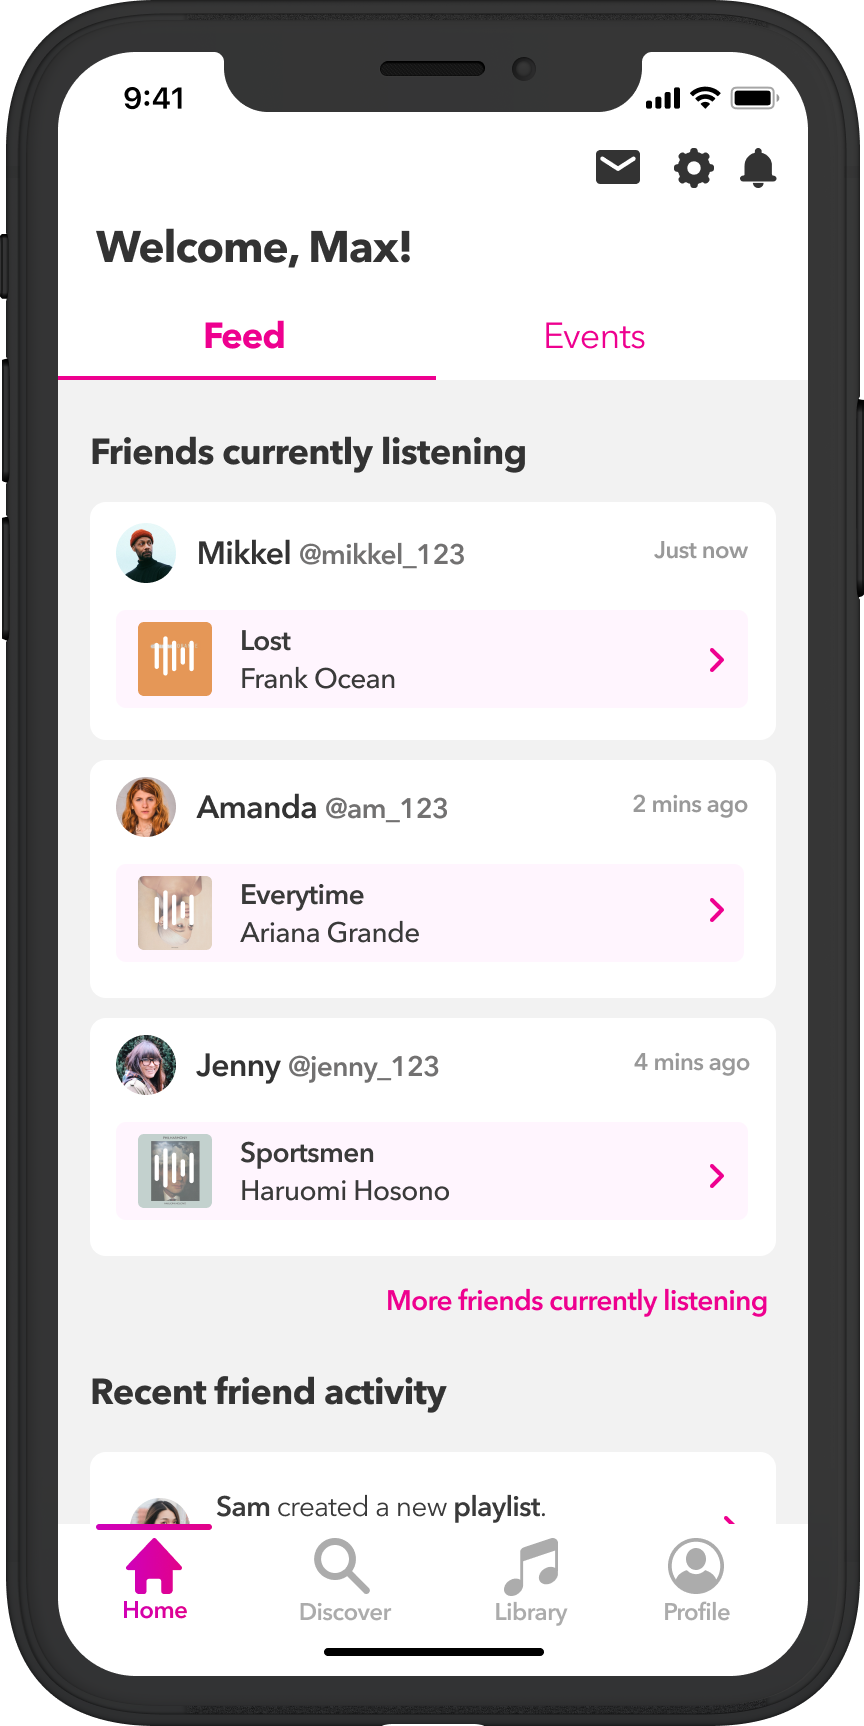 9:41
Welcome, Max!
Feed
Events
Friends currently listening
Mikkel @mikkel_123
Just now
Lost
Frank Ocean
Amanda @am_123
2 mins ago
Everytime
Ariana Grande
Jenny @jenny_123
4 mins ago
Sportsmen
Haruomi Hosono
More friends currently listening
Recent friend activity
Sam created a new playlist.
Home
Discover
Library
Profile